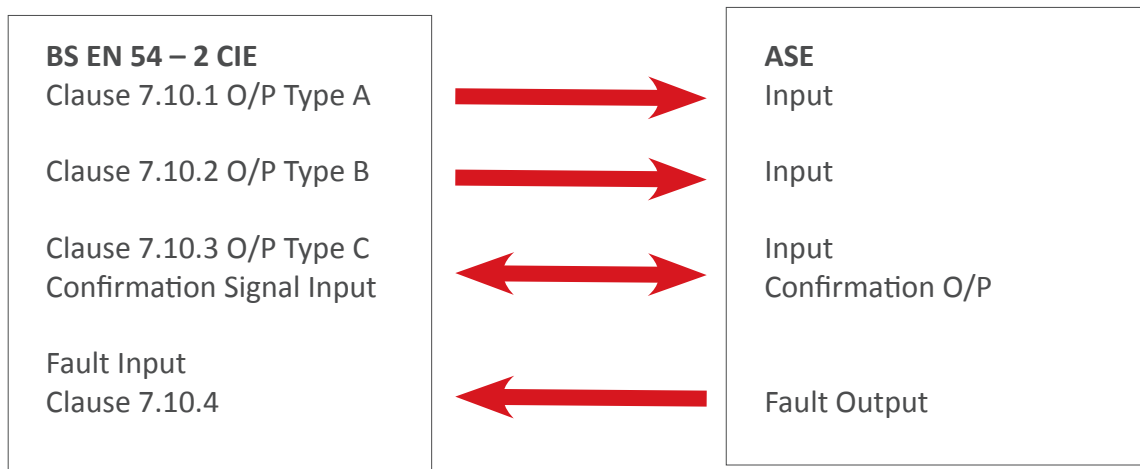 BS EN 54 – 2 CIE
Clause 7.10.1 O/P Type A
Clause 7.10.2 O/P Type B
Clause 7.10.3 O/P Type C
Confirmation Signal Input
Fault Input
Clause 7.10.4
ASE
Input
Input
Input
Confirmation O/P
Fault Output